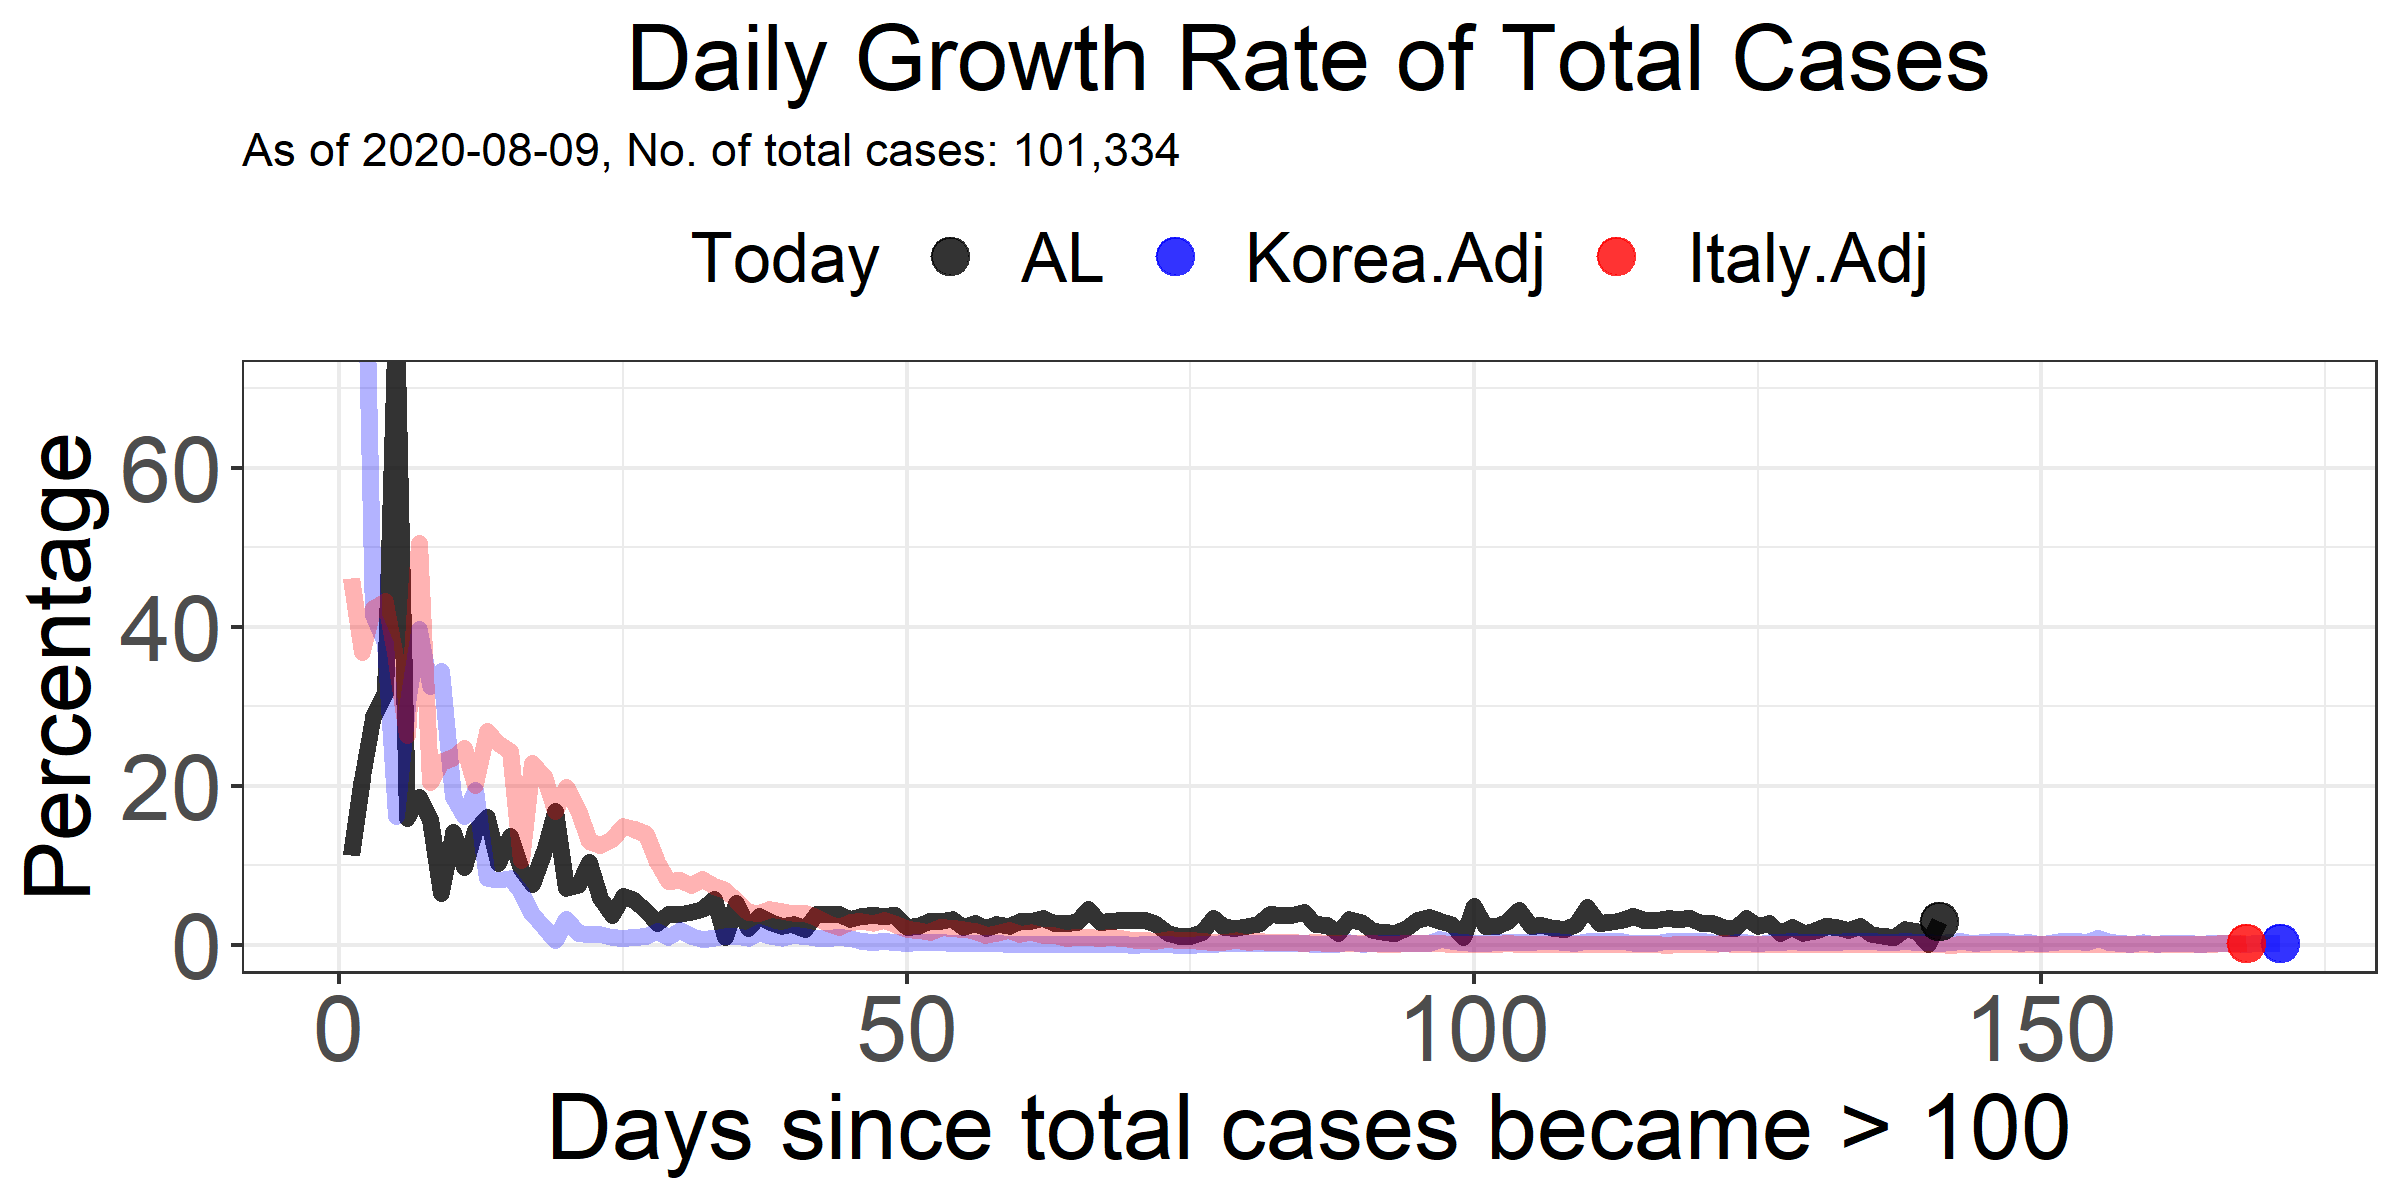 Daily Growth Rate of Total Cases
As of 2020-08-09, No. of total cases: 101,334
Today AL Korea.Adj Italy.Adj
Percentage
60
40
20
0
0 50 100 150
Days since total cases became > 100